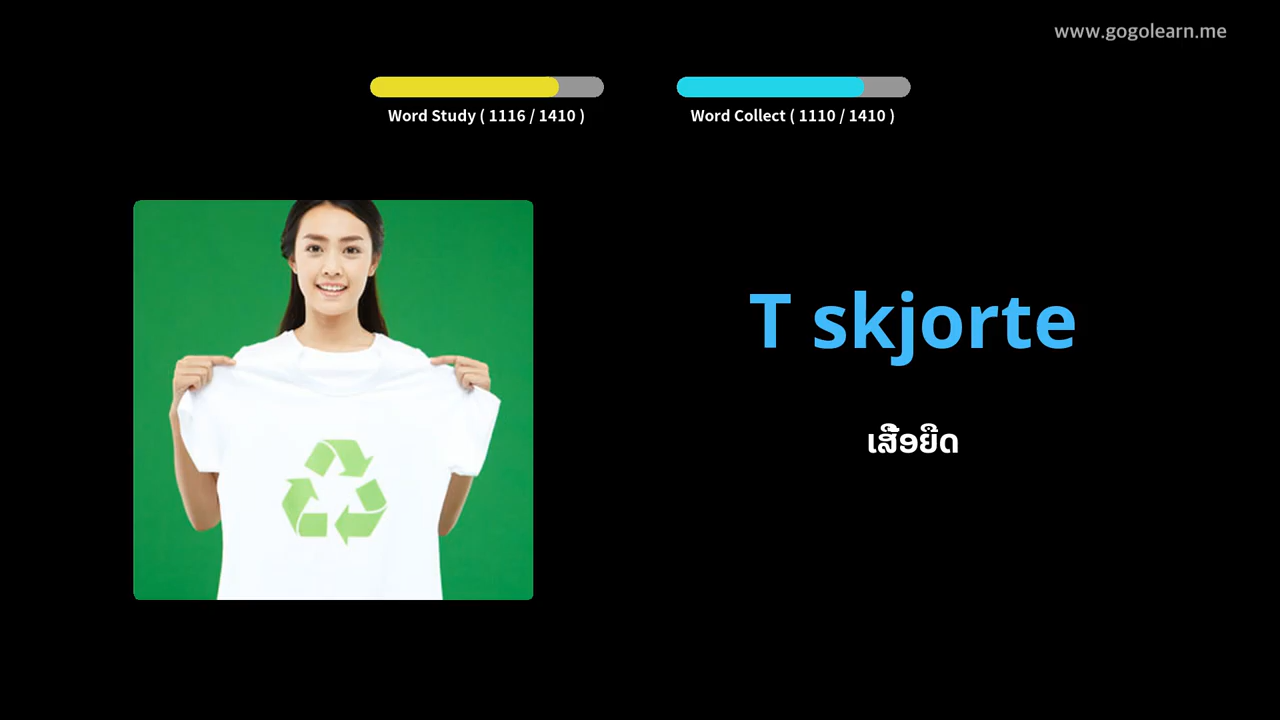 www.gogolearn.me
Word Study ( 1116 / 1410 )
Word Collect ( 1110 / 1410 )
T skjorte
ເສື້ອຍືດ